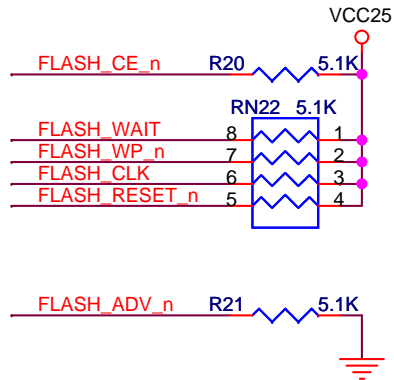 VCC25
FLASH_CE_n R20 5.1K
RN22 5.1K
FLASH_WAIT 8 1
FLASH_WP_n 7 2
FLASH_CLK 6 3
FLASH_RESET_n 5 4
FLASH_ADV_n R21 5.1K